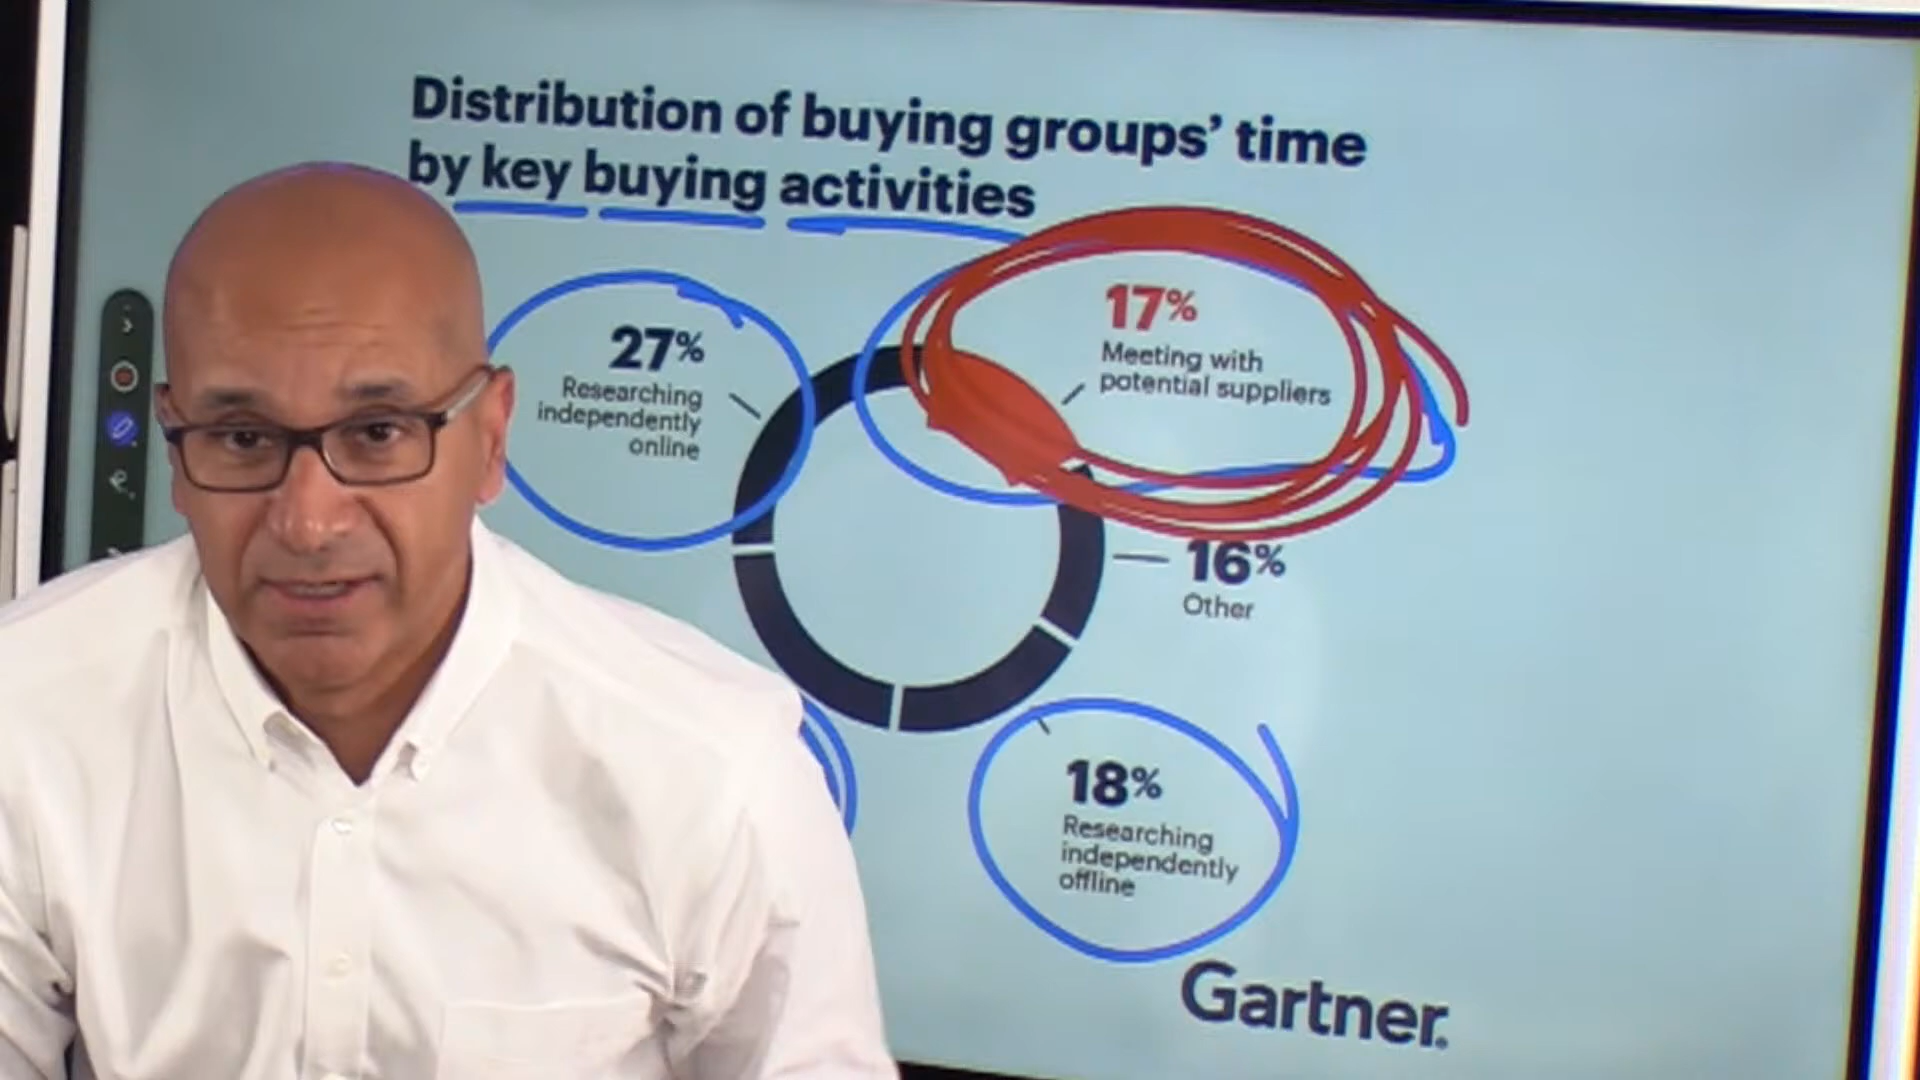 Distribution of buying groups' time
by key buying activities
27%
Researching
independently
online
17%
Meeting with
potential suppliers
16%
Other
18%
Researching
independently
offline
Gartner.